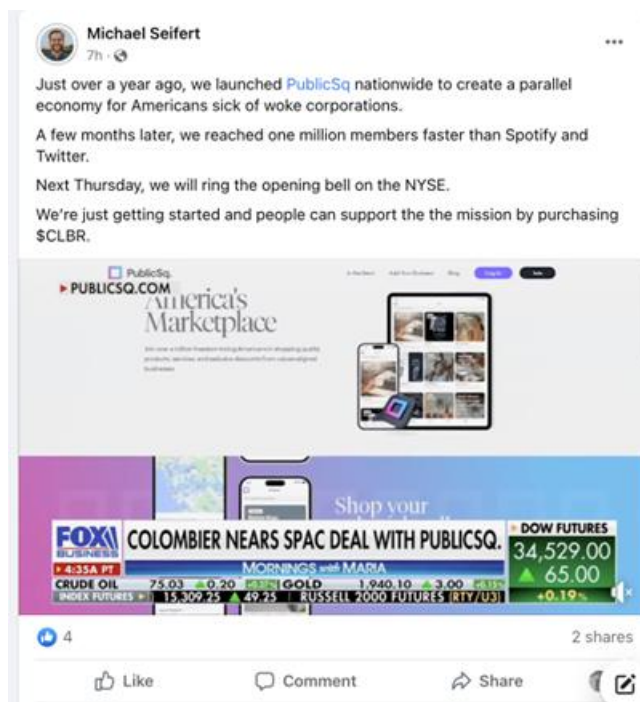 Michael Seifert
7h
Just over a year ago, we launched PublicSq nationwide to create a parallel
economy for Americans sick of woke corporations.
A few months later, we reached one million members faster than Spotify and
Twitter.
Next Thursday, we will ring the opening bell on the NYSE.
We're just getting started and people can support the the mission by purchasing
$CLBR.
PublicSq.
PUBLICSQ.COM
America's
Marketplace
Shop your
FOX
BUSINESS
COLOMBIER NEARS SPAC DEAL WITH PUBLICSQ.
DOW FUTURES
34,529.00
65.00
+0.19%
4:35A PT
MORNINGS with MARIA
CRUDE OIL 75.03 0.20 GOLD 1,940.10 3.00
INDEX FUTURES 15,309.25 49.25 RUSSELL 2000 FUTURES (RTY/U3)
4
2 shares
Like
Comment
Share